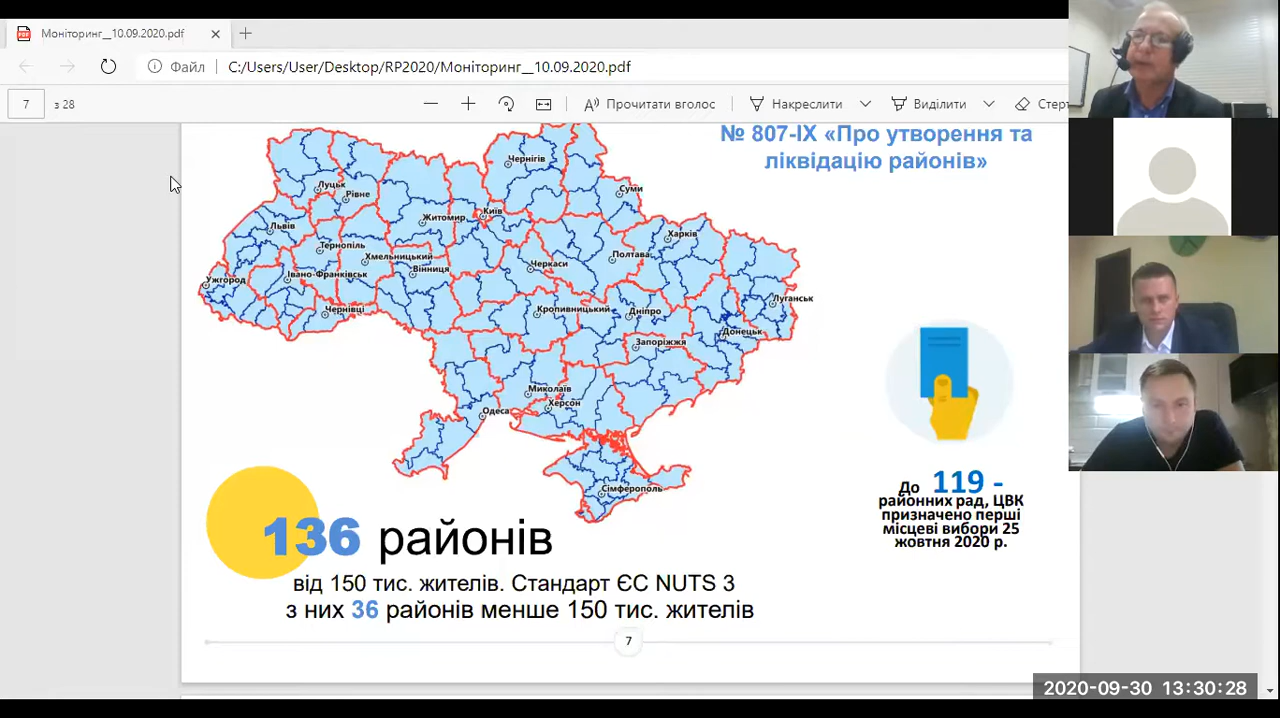 Моніторинг__10.09.2020.pdf
Файл
C:/Users/User/Desktop/RP2020/Моніторинг__10.09.2020.pdf
7
з 28
Прочитати вголос
Накреслити
Виділити
Стерт
№ 807-IX «Про утворення та
ліквідацію районів»
Чернігів
Луцьк
Рівне
Суми
Житомир
Київ
Львів
Харків
Тернопіль
Хмельницький
Полтава
Вінниця
Черкаси
Ужгород
Івано-Франківськ
Луганськ
Чернівці
Кропивницький
Дніпро
Донецьк
Запоріжжя
Миколаїв
Херсон
Одеса
Сімферополь
До 119 -
районних рад, ЦВК
призначено перші
місцеві вибори 25
жовтня 2020 р.
136 районів
від 150 тис. жителів. Стандарт ЄС NUTS 3
з них 36 районів менше 150 тис. жителів
7
2020-09-30 13:30:28